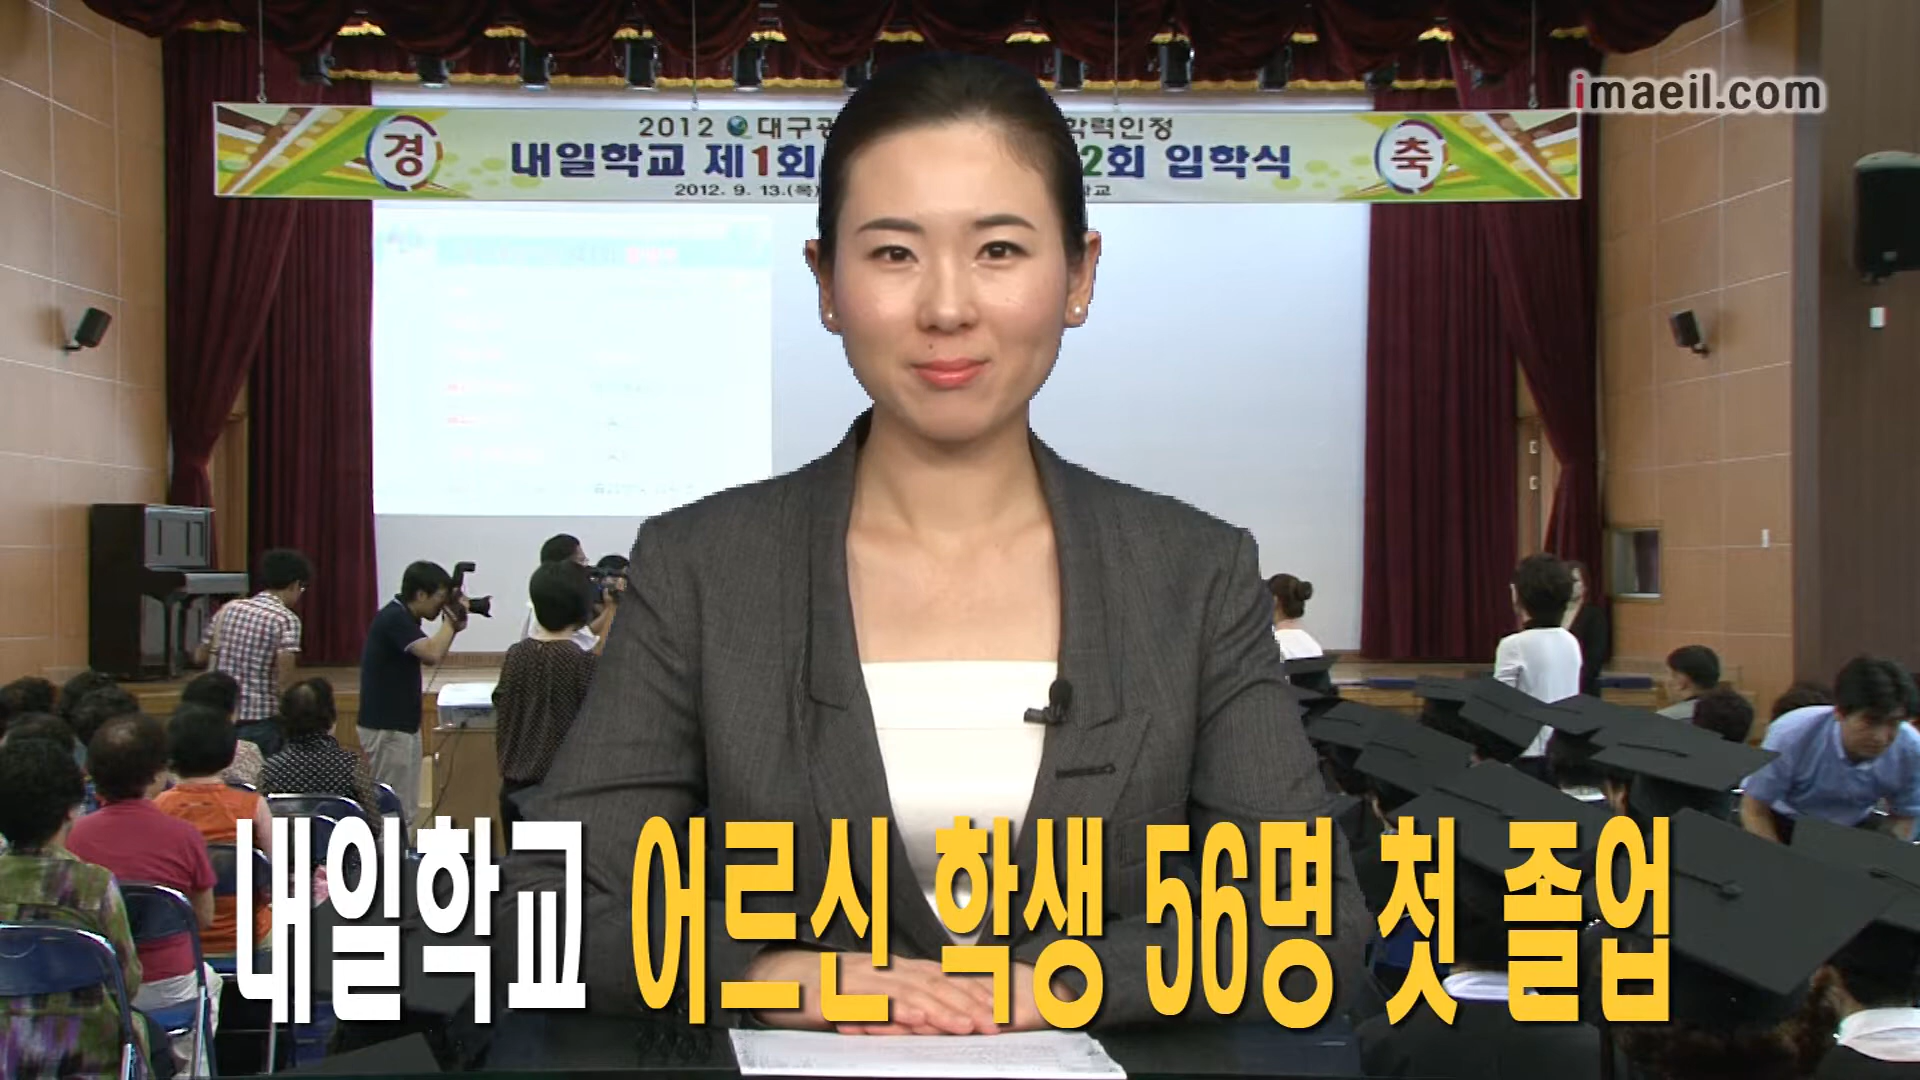 imaeil.com
2012 대구광 학력인정
경 내일학교 제1회 2회 입학식 축
2012. 9. 13.(목) 학교
내일학교 어르신 학생 56명 첫 졸업